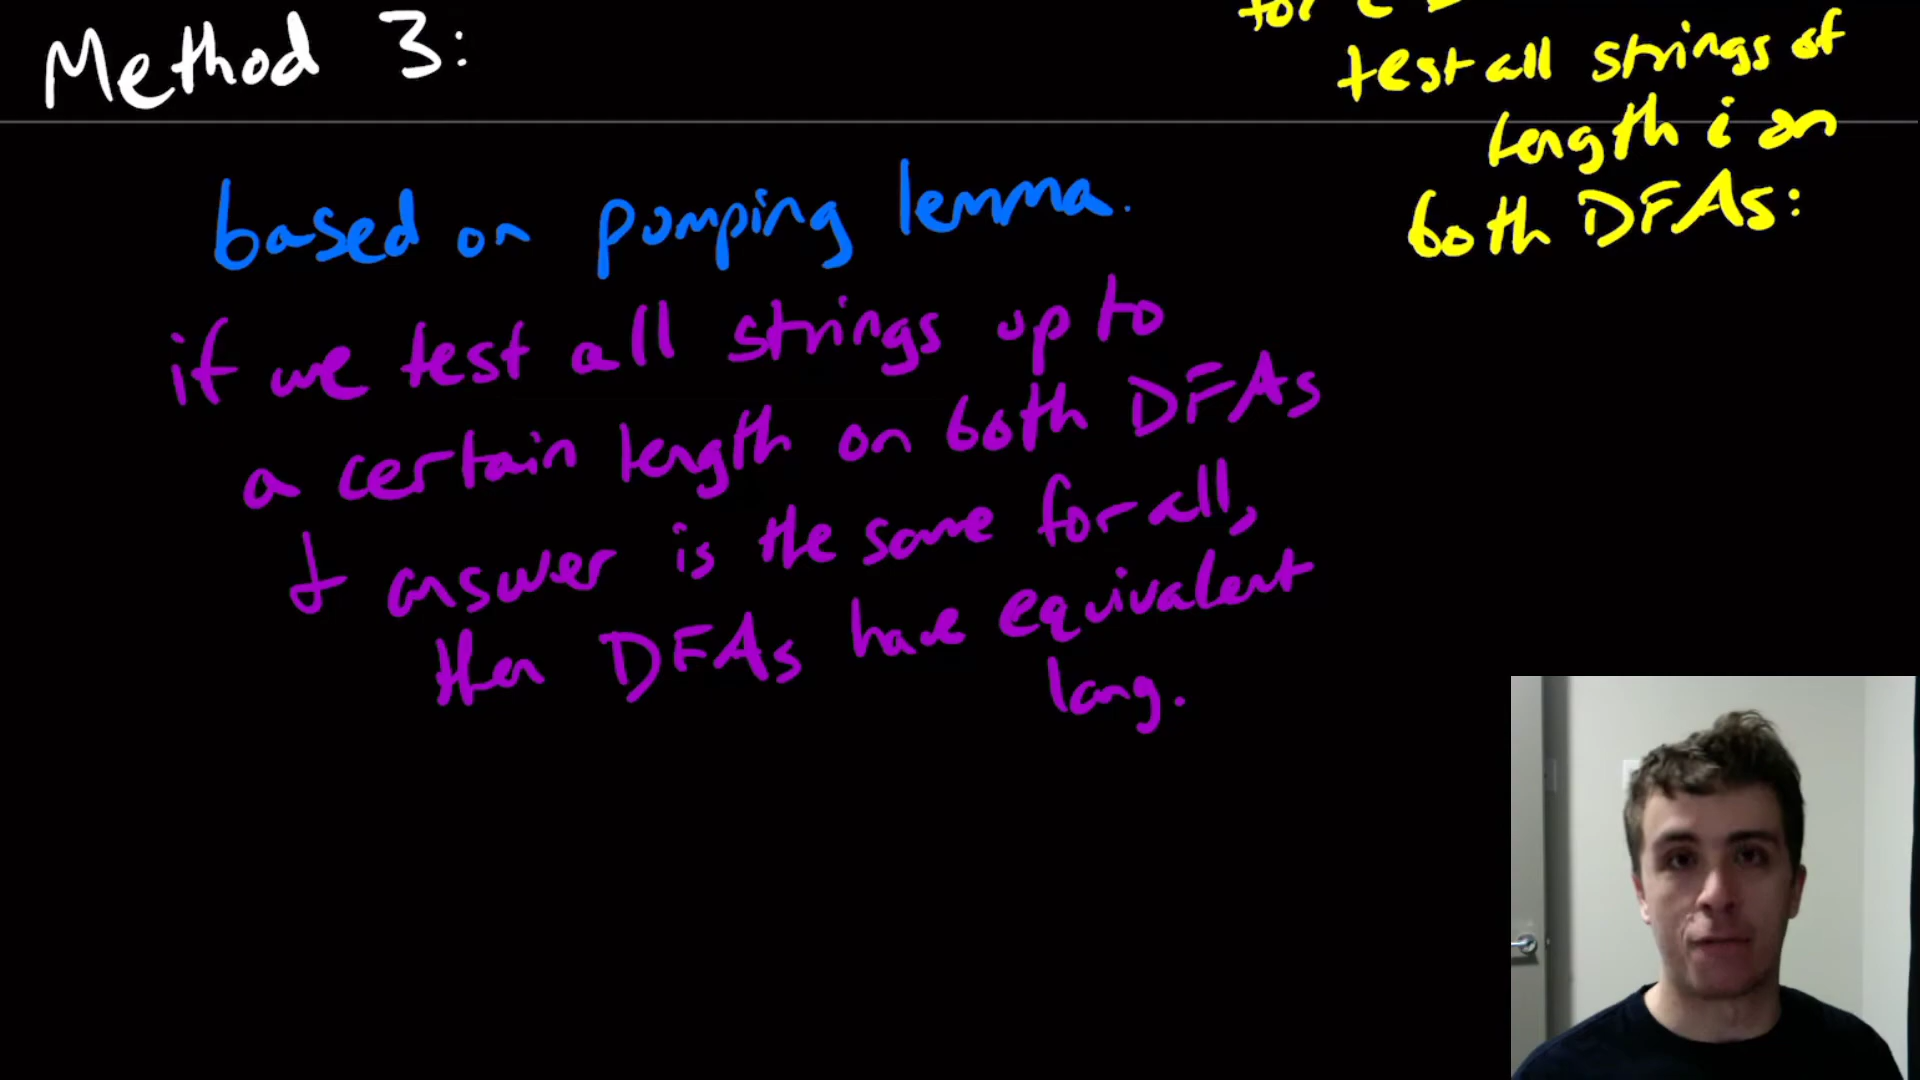 Method 3:
based on pumping lemma.
if we test all strings up to
a certain length on both DFAs
& answer is the same for all,
then DFAs have equivalent
lang.
for i
test all strings of
length i on
both DFAs: